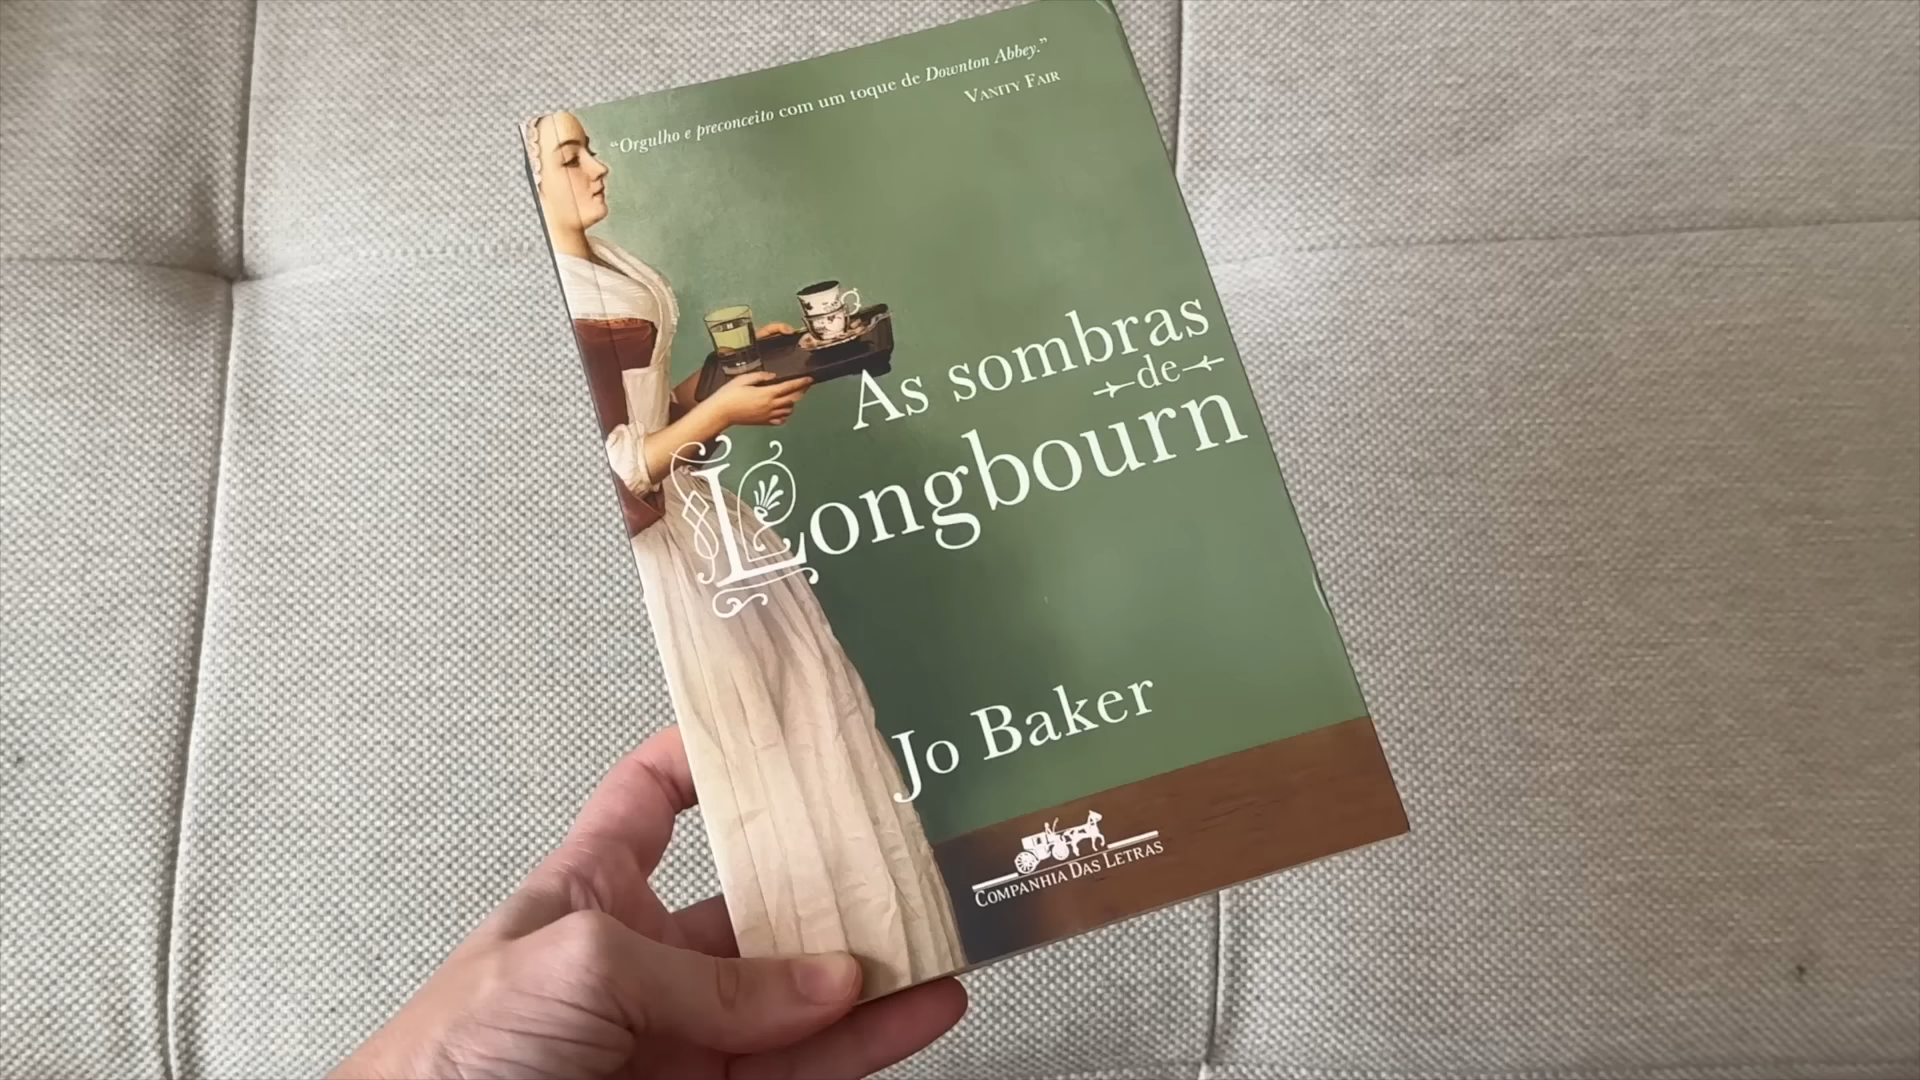 “Orgulho e preconceito com um toque de Downton Abbey.”
Vanity Fair
As sombras
de
Longbourn
Jo Baker
Companhia Das Letras